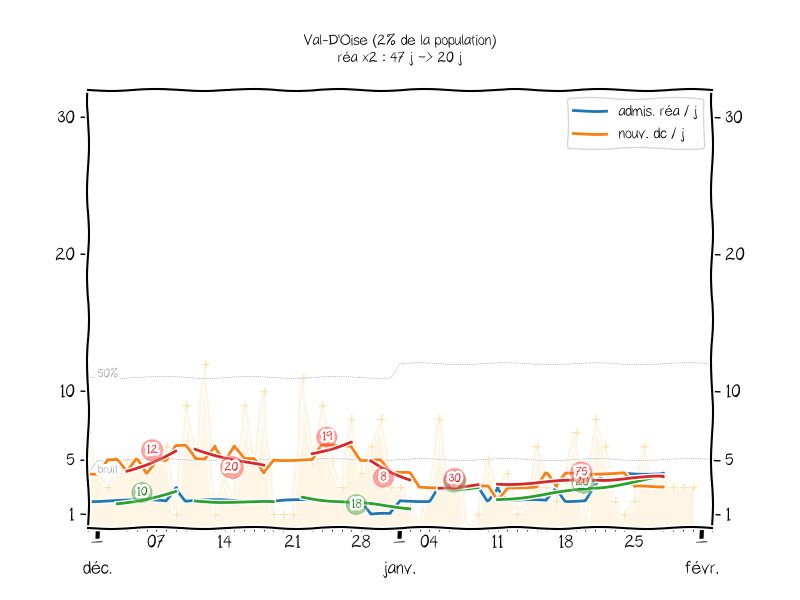 Val-D'Oise (2% de la population)
réa x2 : 47 j -> 20 j
admis. réa / j
nouv. dc / j
30 30
20 20
50%
10 10
12 19
5 20 8 30 75 5
bruit
10 18
1 1
07 14 21 28 04 11 18 25
déc. janv. févr.